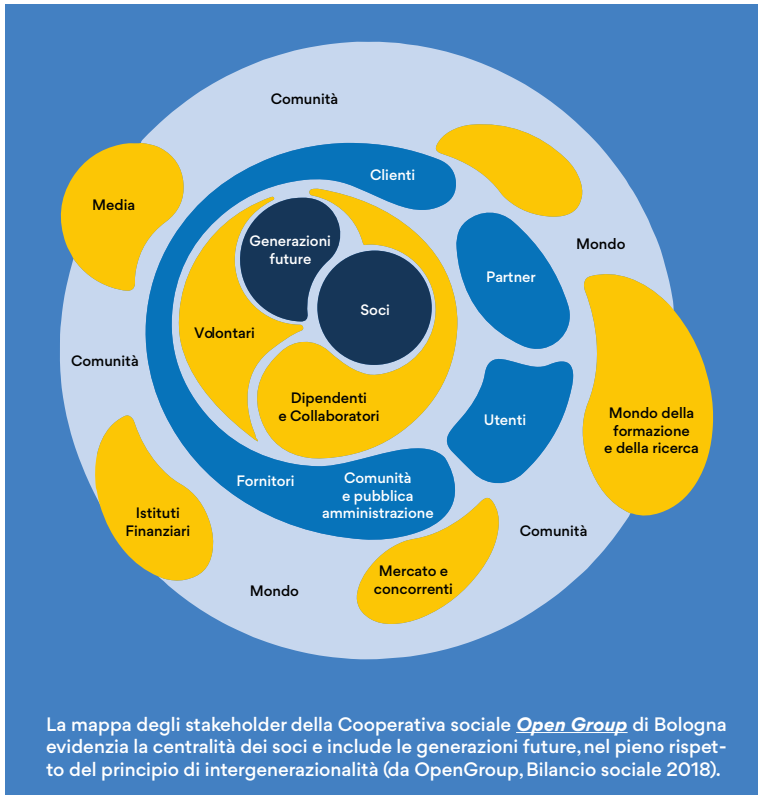 Comunità
Clienti
Media
Generazioni
future
Mondo
Partner
Soci
Volontari
Comunità
Dipendenti
e Collaboratori
Utenti
Mondo della
formazione
e della ricerca
Fornitori
Comunità
e pubblica
amministrazione
Istituti
Finanziari
Comunità
Mercato e
concorrenti
Mondo
La mappa degli stakeholder della Cooperativa sociale Open Group di Bologna
evidenzia la centralità dei soci e include le generazioni future, nel pieno rispet-
to del principio di intergenerazionalità (da OpenGroup, Bilancio sociale 2018).